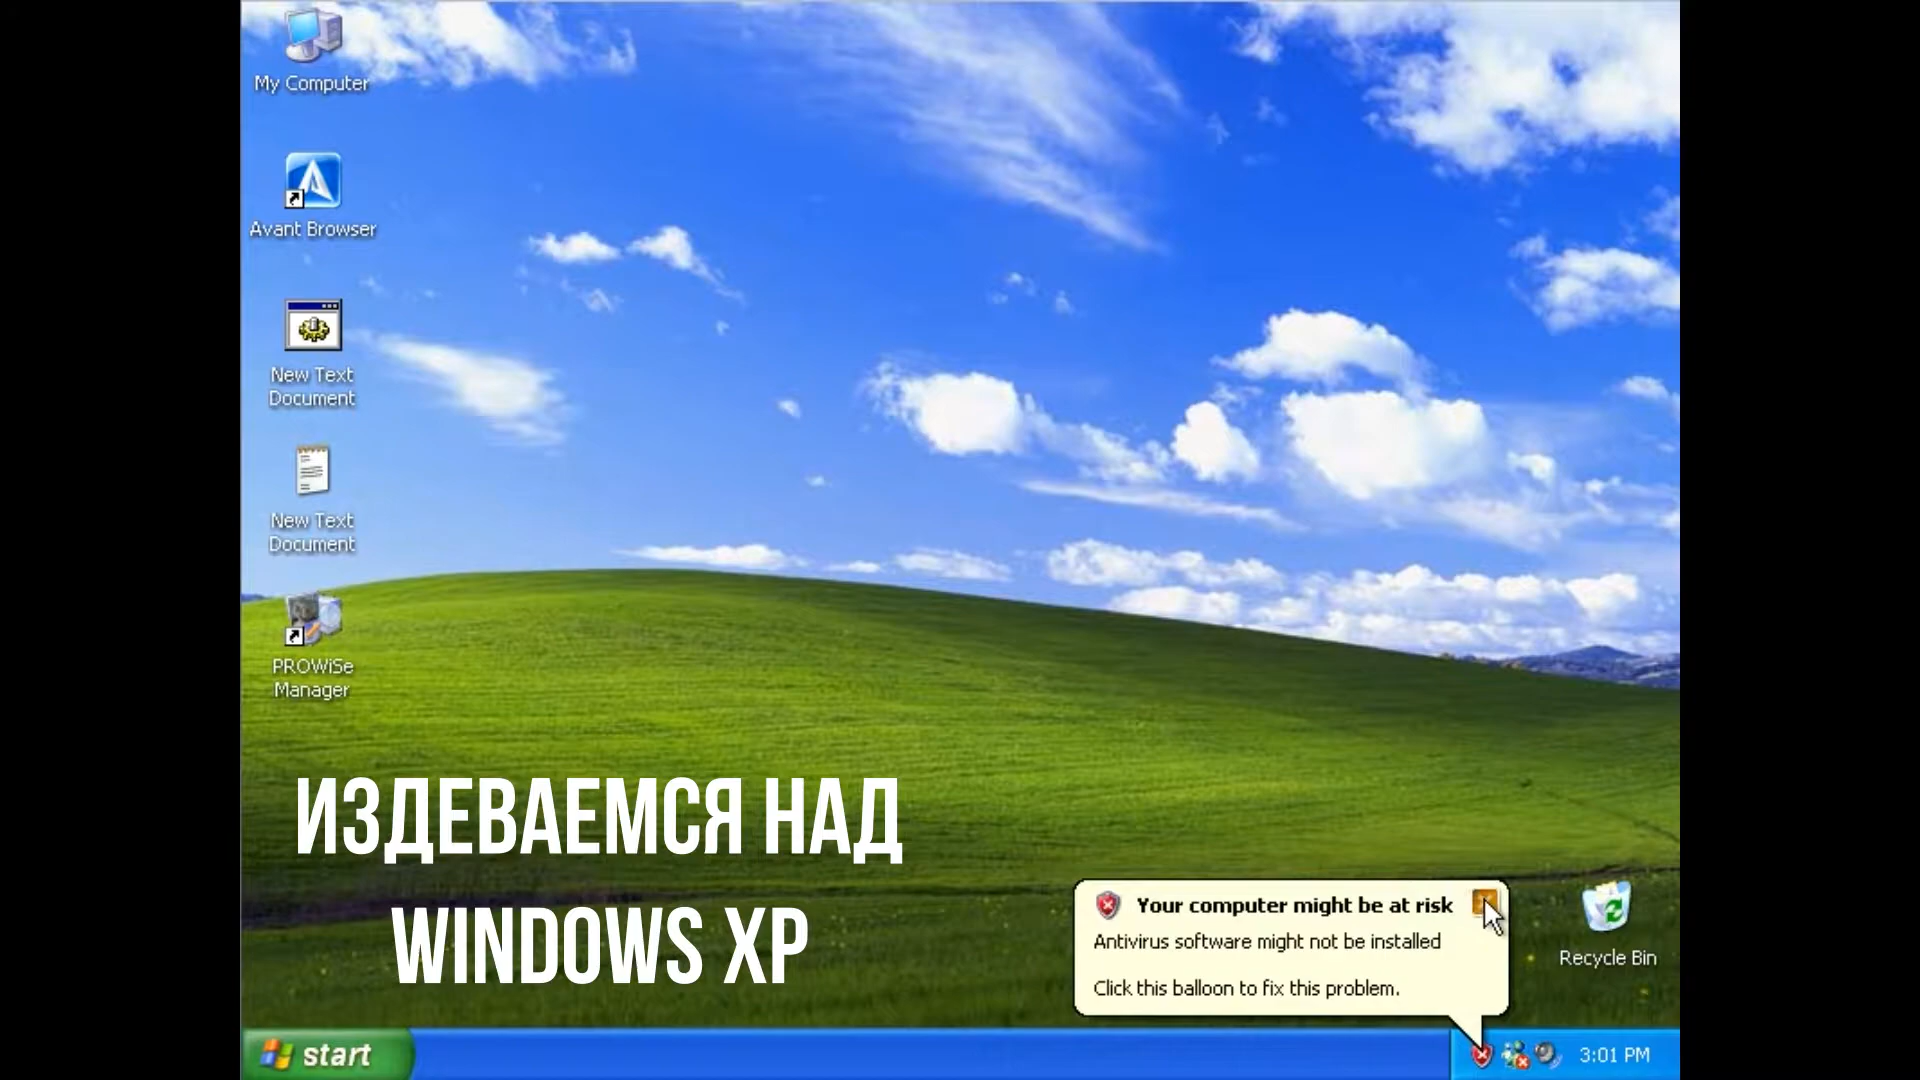 My Computer
Avant Browser
New Text
Document
New Text
Document
PROWiSe
Manager
ИЗДЕВАЕМСЯ НАД
WINDOWS XP
Your computer might be at risk
Antivirus software might not be installed
Click this balloon to fix this problem.
Recycle Bin
start
3:01 PM